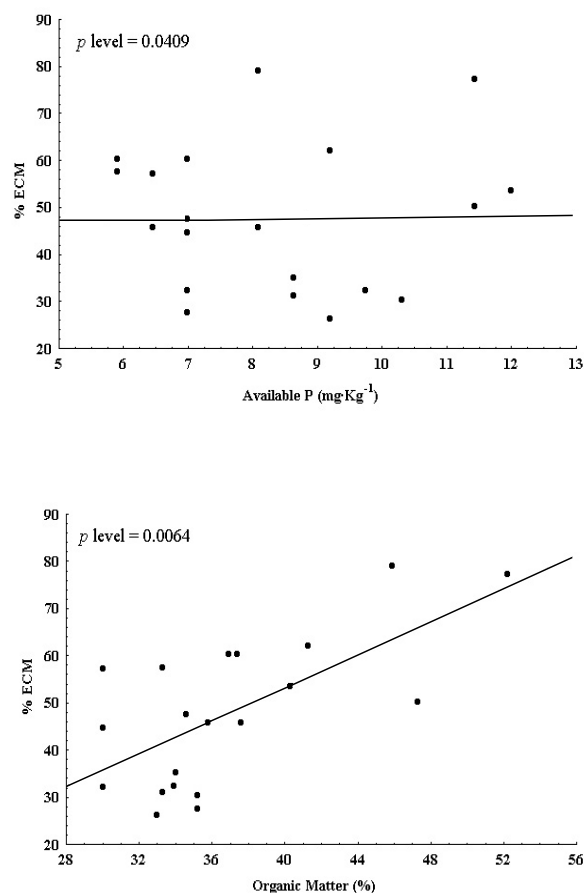 90
p level = 0.0409
80
70
60
50
40
30
20
% ECM
5 6 7 8 9 10 11 12 13
Available P (mg·Kg⁻¹)
90
p level = 0.0064
80
70
60
50
40
30
20
% ECM
28 32 36 40 44 48 52 56
Organic Matter (%)